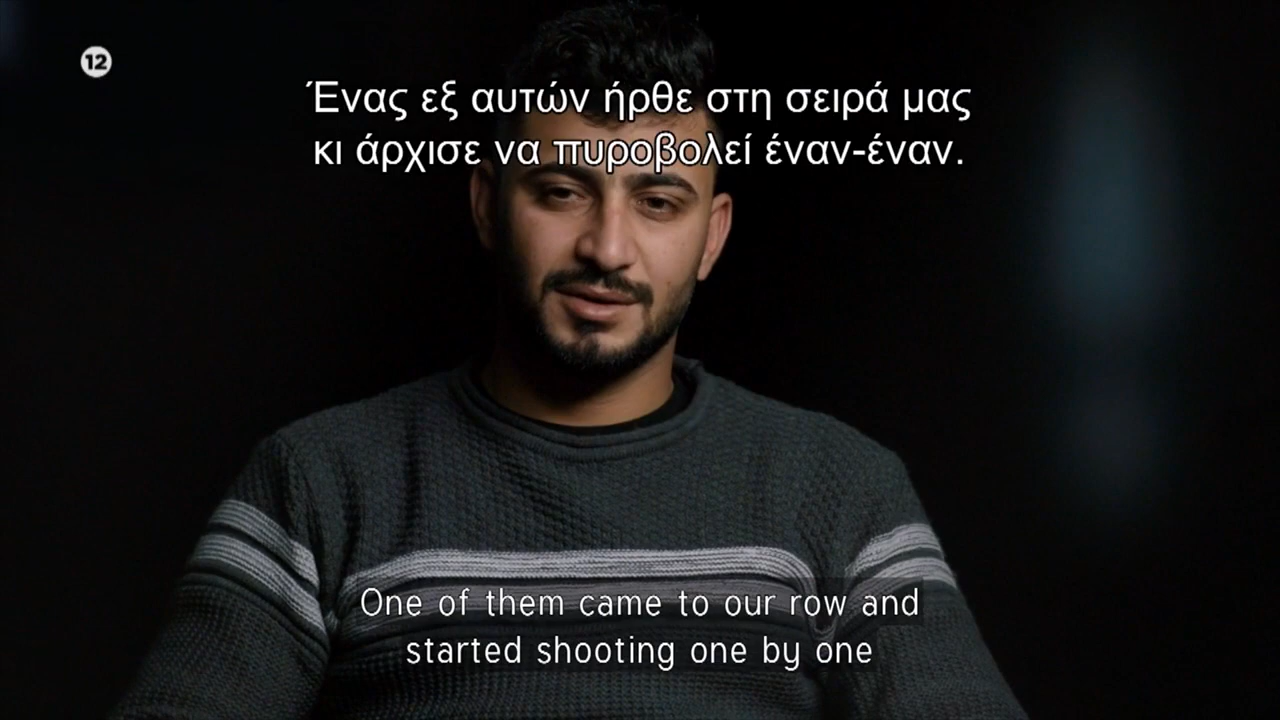 12
Ένας εξ αυτών ήρθε στη σειρά μας
κι άρχισε να πυροβολεί έναν-έναν.
One of them came to our row and
started shooting one by one